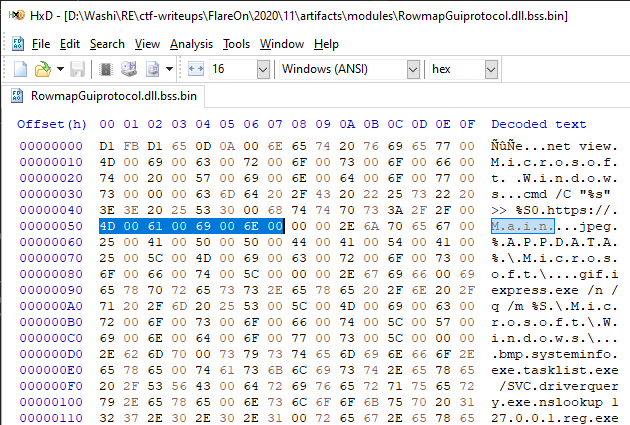 HxD - [D:\Washi\RE\ctf-writeups\FlareOn\2020\11\artifacts\modules\RowmapGuiprotocol.dll.bss.bin]
File Edit Search View Analysis Tools Window Help
16 Windows (ANSI) hex
RowmapGuiprotocol.dll.bss.bin
Offset(h) 00 01 02 03 04 05 06 07 08 09 0A 0B 0C 0D 0E 0F Decoded text
00000000 D1 FB D1 65 0D 0A 00 6E 65 74 20 76 69 65 77 00 ÑûÑe...net view.
00000010 4D 00 69 00 63 00 72 00 6F 00 73 00 6F 00 66 00 M.i.c.r.o.s.o.f.
00000020 74 00 20 00 57 00 69 00 6E 00 64 00 6F 00 77 00 t. .W.i.n.d.o.w.
00000030 73 00 00 00 63 6D 64 20 2F 43 20 22 25 73 22 20 s...cmd /C "%s" 
00000040 3E 3E 20 25 53 30 00 68 74 74 70 73 3A 2F 2F 00 >> %S0.https://.
00000050 4D 00 61 00 69 00 6E 00 00 00 2E 6A 70 65 67 00 M.a.i.n....jpeg.
00000060 25 00 41 00 50 00 50 00 44 00 41 00 54 00 41 00 %.A.P.P.D.A.T.A.
00000070 25 00 5C 00 4D 00 69 00 63 00 72 00 6F 00 73 00 %.\.M.i.c.r.o.s.
00000080 6F 00 66 00 74 00 5C 00 00 00 2E 67 69 66 00 69 o.f.t.\....gif.i
00000090 65 78 70 72 65 73 73 2E 65 78 65 20 2F 6E 20 2F express.exe /n /
000000A0 71 20 2F 6D 20 25 53 00 5C 00 4D 00 69 00 63 00 q /m %S.\.M.i.c.
000000B0 72 00 6F 00 73 00 6F 00 66 00 74 00 5C 00 57 00 r.o.s.o.f.t.\.W.
000000C0 69 00 6E 00 64 00 6F 00 77 00 73 00 5C 00 00 00 i.n.d.o.w.s.\...
000000D0 2E 62 6D 70 00 73 79 73 74 65 6D 69 6E 66 6F 2E .bmp.systeminfo.
000000E0 65 78 65 00 74 61 73 6B 6C 69 73 74 2E 65 78 65 exe.tasklist.exe
000000F0 20 2F 53 56 43 00 64 72 69 76 65 72 71 75 65 72 /SVC.driverquer
00000100 79 2E 65 78 65 00 6E 73 6C 6F 6F 6B 75 70 20 31 y.exe.nslookup 1
00000110 32 37 2E 30 2E 30 2E 31 00 72 65 67 2E 65 78 65 27.0.0.1.reg.exe